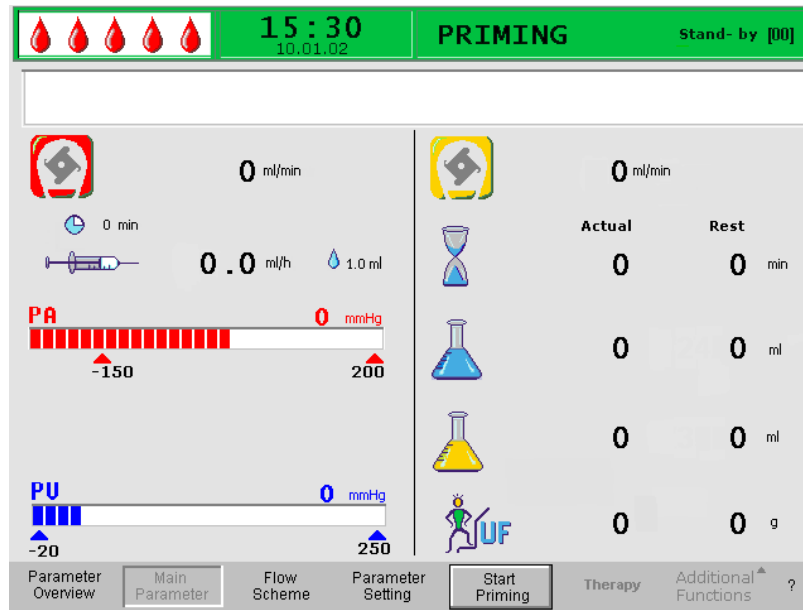 15:30
10.01.02
PRIMING
Stand- by [00]
0 ml/min
0 min
0.0 ml/h 1.0 ml
PA 0 mmHg
-150 200
PV 0 mmHg
-20 250
0 ml/min
Actual Rest
0 0 min
0 0 ml
0 0 ml
UF 0 0 g
Parameter
Overview
Main
Parameter
Flow
Scheme
Parameter
Setting
Start
Priming
Therapy
Additional
Functions
?